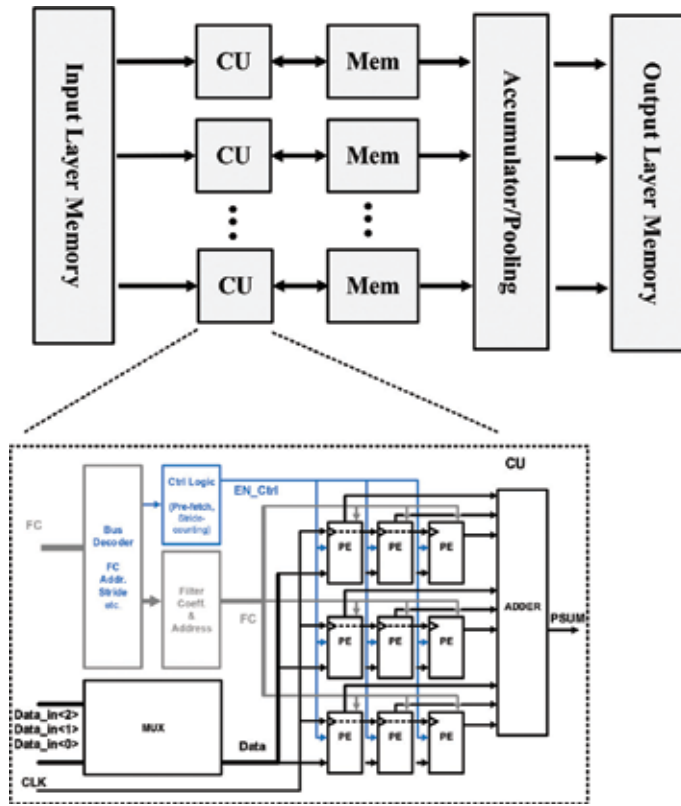 Input Layer Memory
CU
Mem
CU
Mem
CU
Mem
Accumulator/Pooling
Output Layer Memory
CU
FC
Bus
Decoder
FC
Addr.
Stride
etc.
Ctrl Logic
(Pre-fetch,
Stride-
counting)
EN_Ctrl
Filter
Coeff.
&
Address
FC
PE
PE
PE
PE
PE
PE
PE
PE
PE
ADDER
PSUM
Data_in<2>
Data_in<1>
Data_in<0>
MUX
Data
CLK